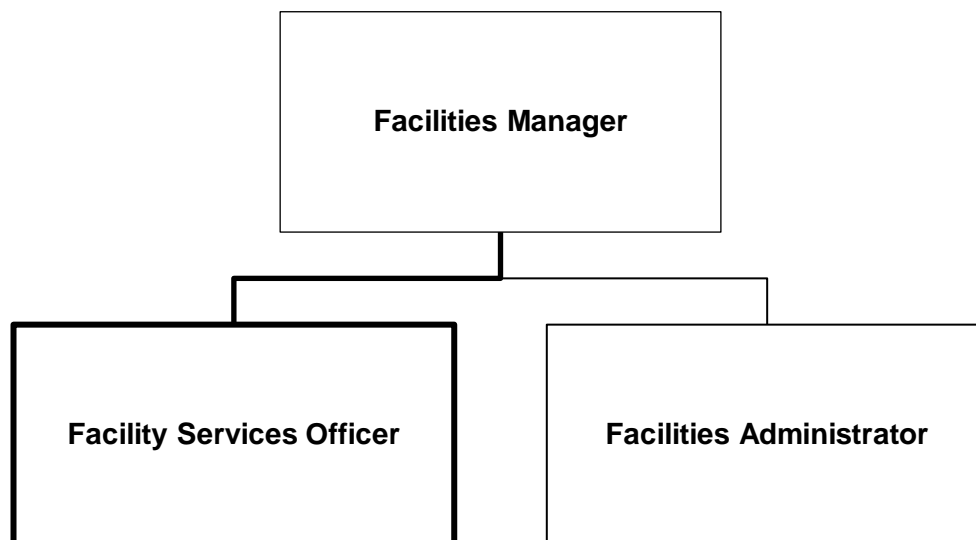 Facilities Manager
Facility Services Officer
Facilities Administrator